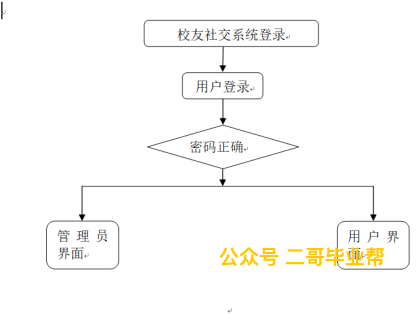 校友社交系统登录
用户登录
密码正确
管理员
界面
用户界
面
公众号 二哥毕业帮